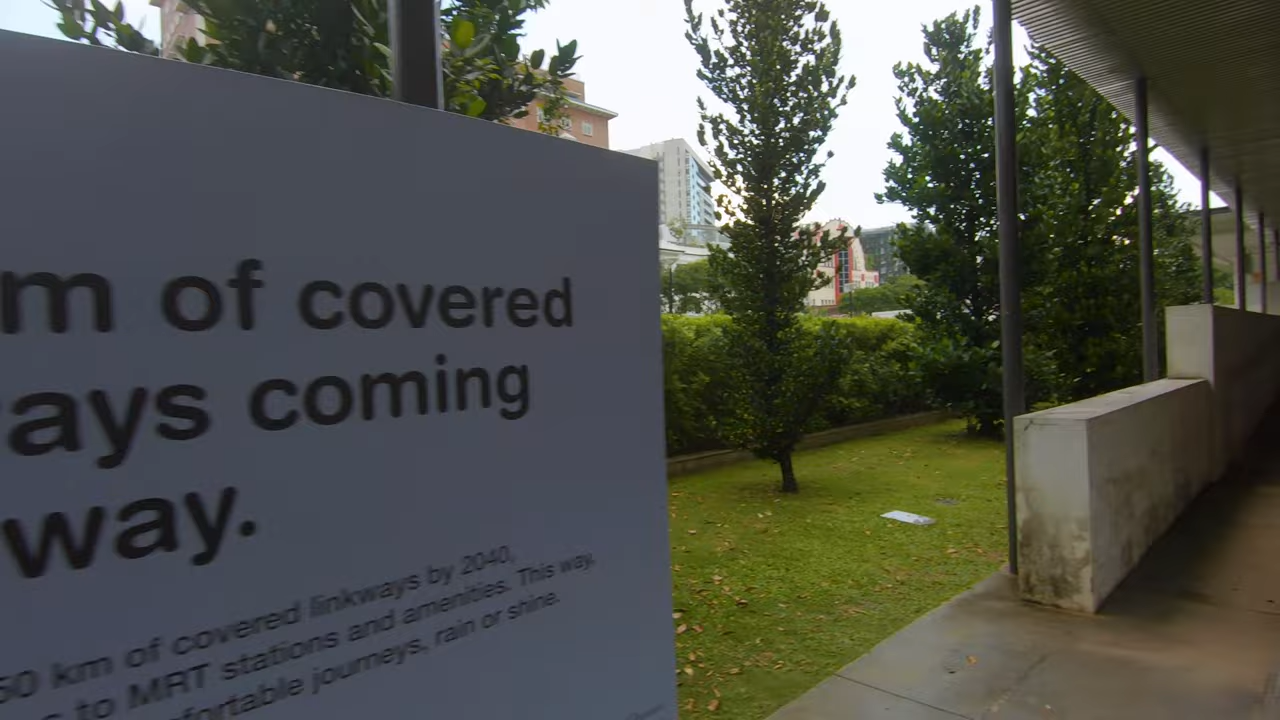 m of covered
ays coming
way.
50 km of covered linkways by 2040,
s to MRT stations and amenities. This way,
fortable journeys, rain or shine.